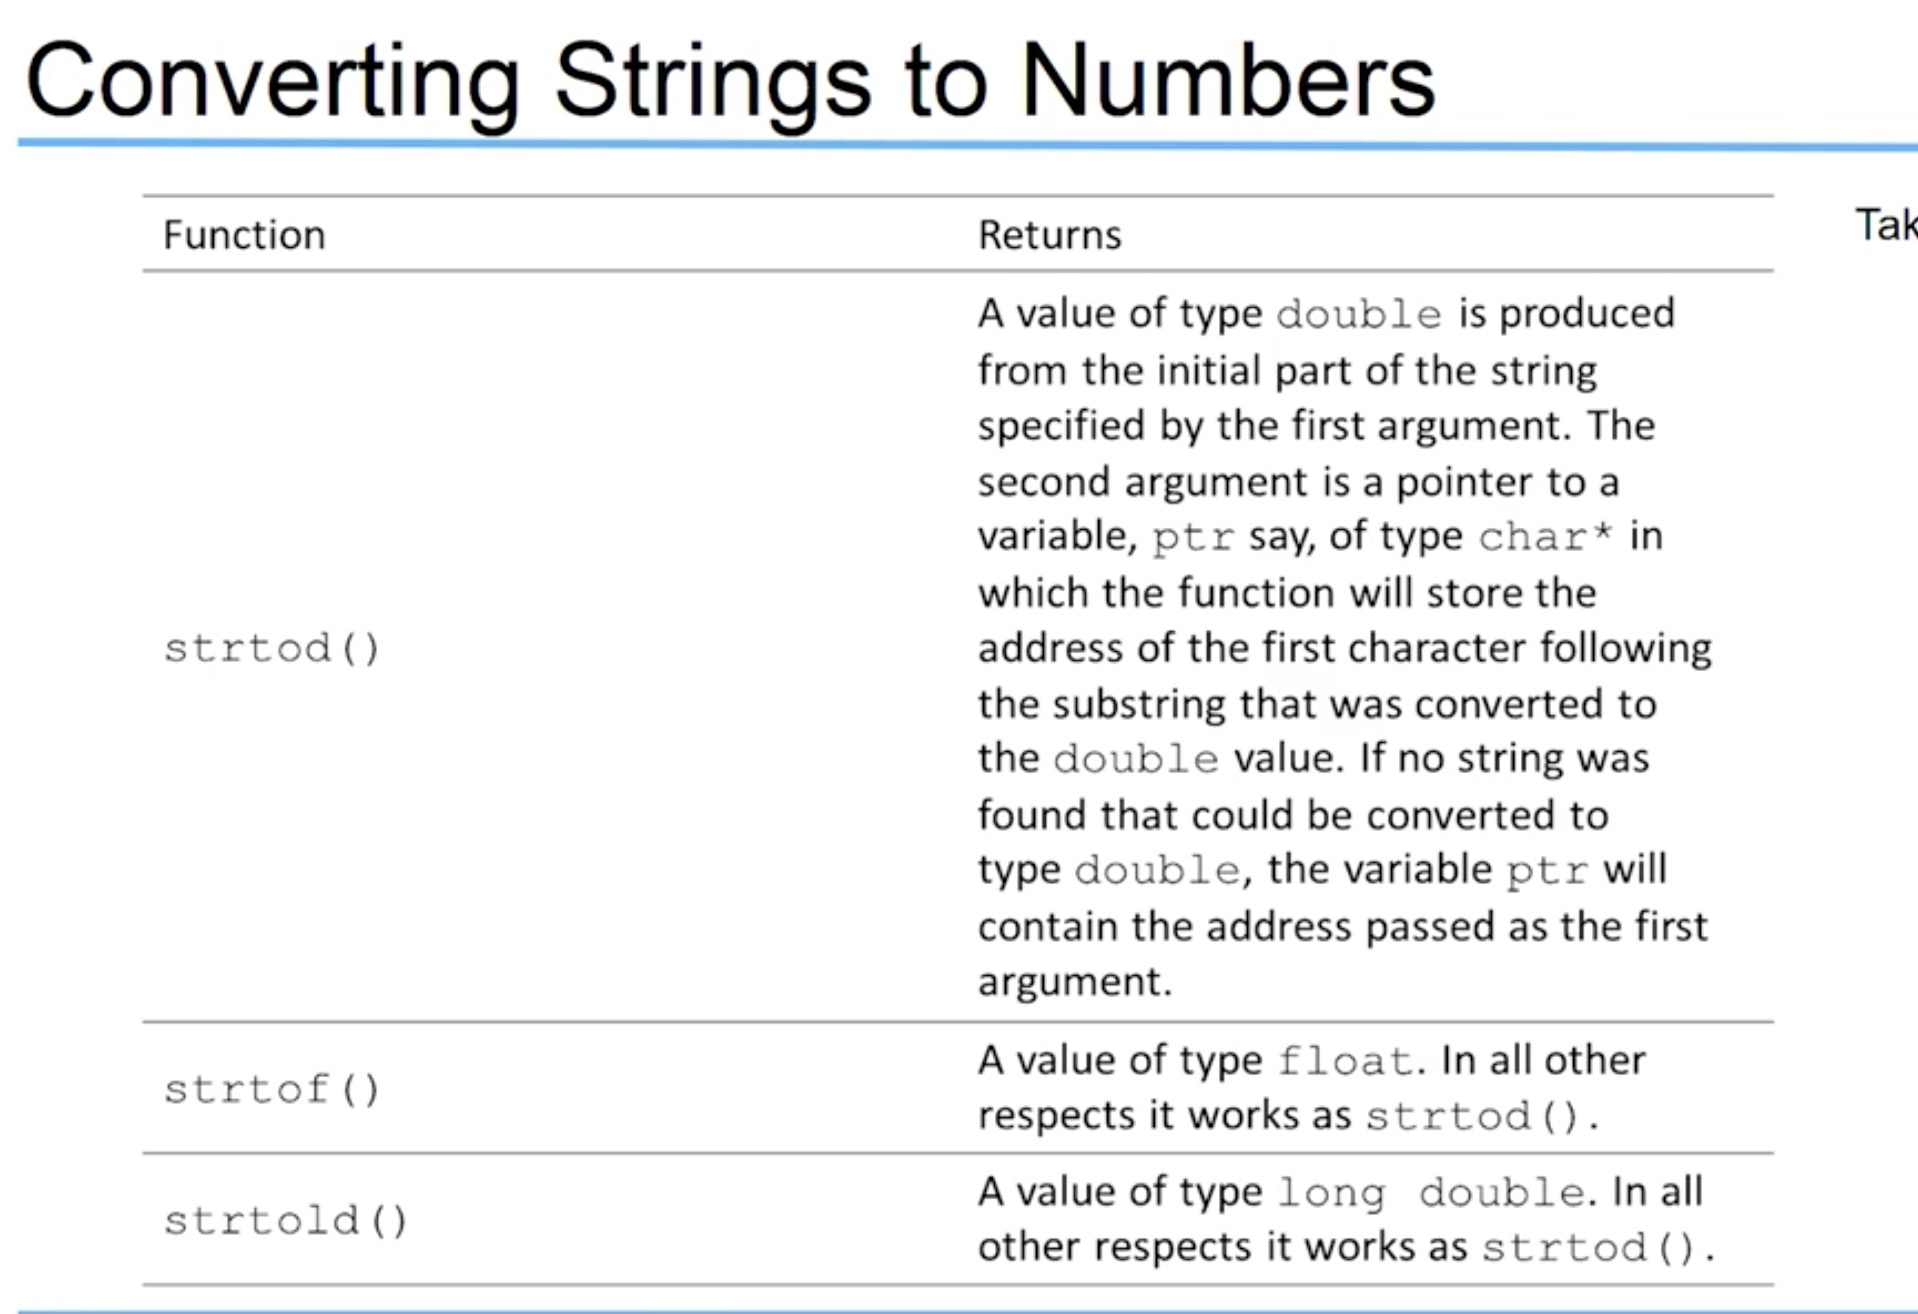 Converting Strings to Numbers
Function
Returns
Tak
strtod()
A value of type double is produced
from the initial part of the string
specified by the first argument. The
second argument is a pointer to a
variable, ptr say, of type char* in
which the function will store the
address of the first character following
the substring that was converted to
the double value. If no string was
found that could be converted to
type double, the variable ptr will
contain the address passed as the first
argument.
strtof()
A value of type float. In all other
respects it works as strtod().
strtold()
A value of type long double. In all
other respects it works as strtod().